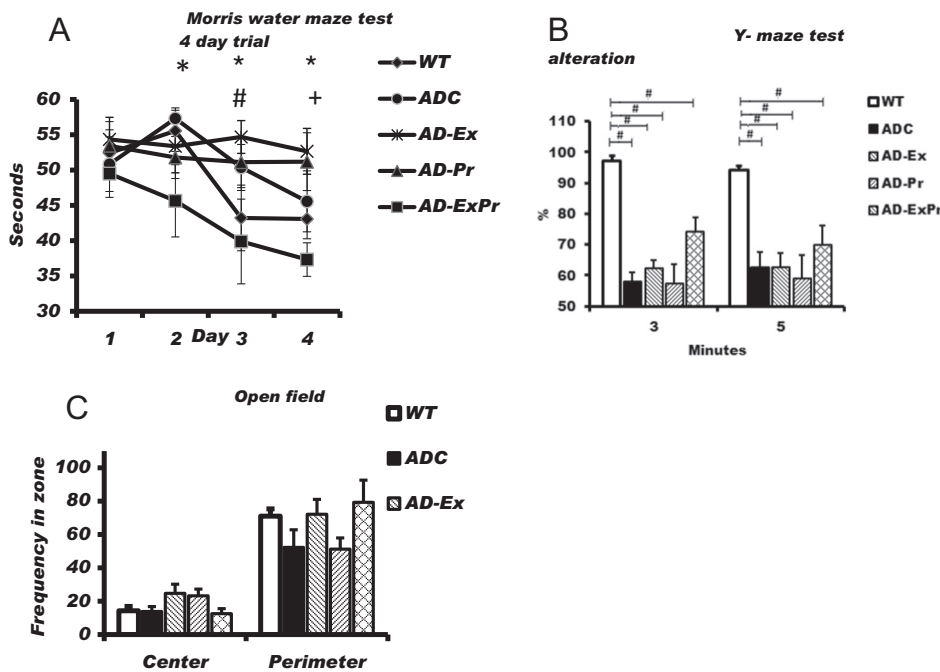 A
Morris water maze test
4 day trial
* * *
# +
WT
ADC
AD-Ex
AD-Pr
AD-ExPr
60
55
50
45
40
35
30
Seconds
1 2 Day 3 4
B
Y- maze test
alteration
#
#
#
#
#
#
#
#
WT
ADC
AD-Ex
AD-Pr
AD-ExPr
110
100
90
80
70
60
50
%
3 5
Minutes
C
Open field
WT
ADC
AD-Ex
100
80
60
40
20
0
Frequency in zone
Center Perimeter